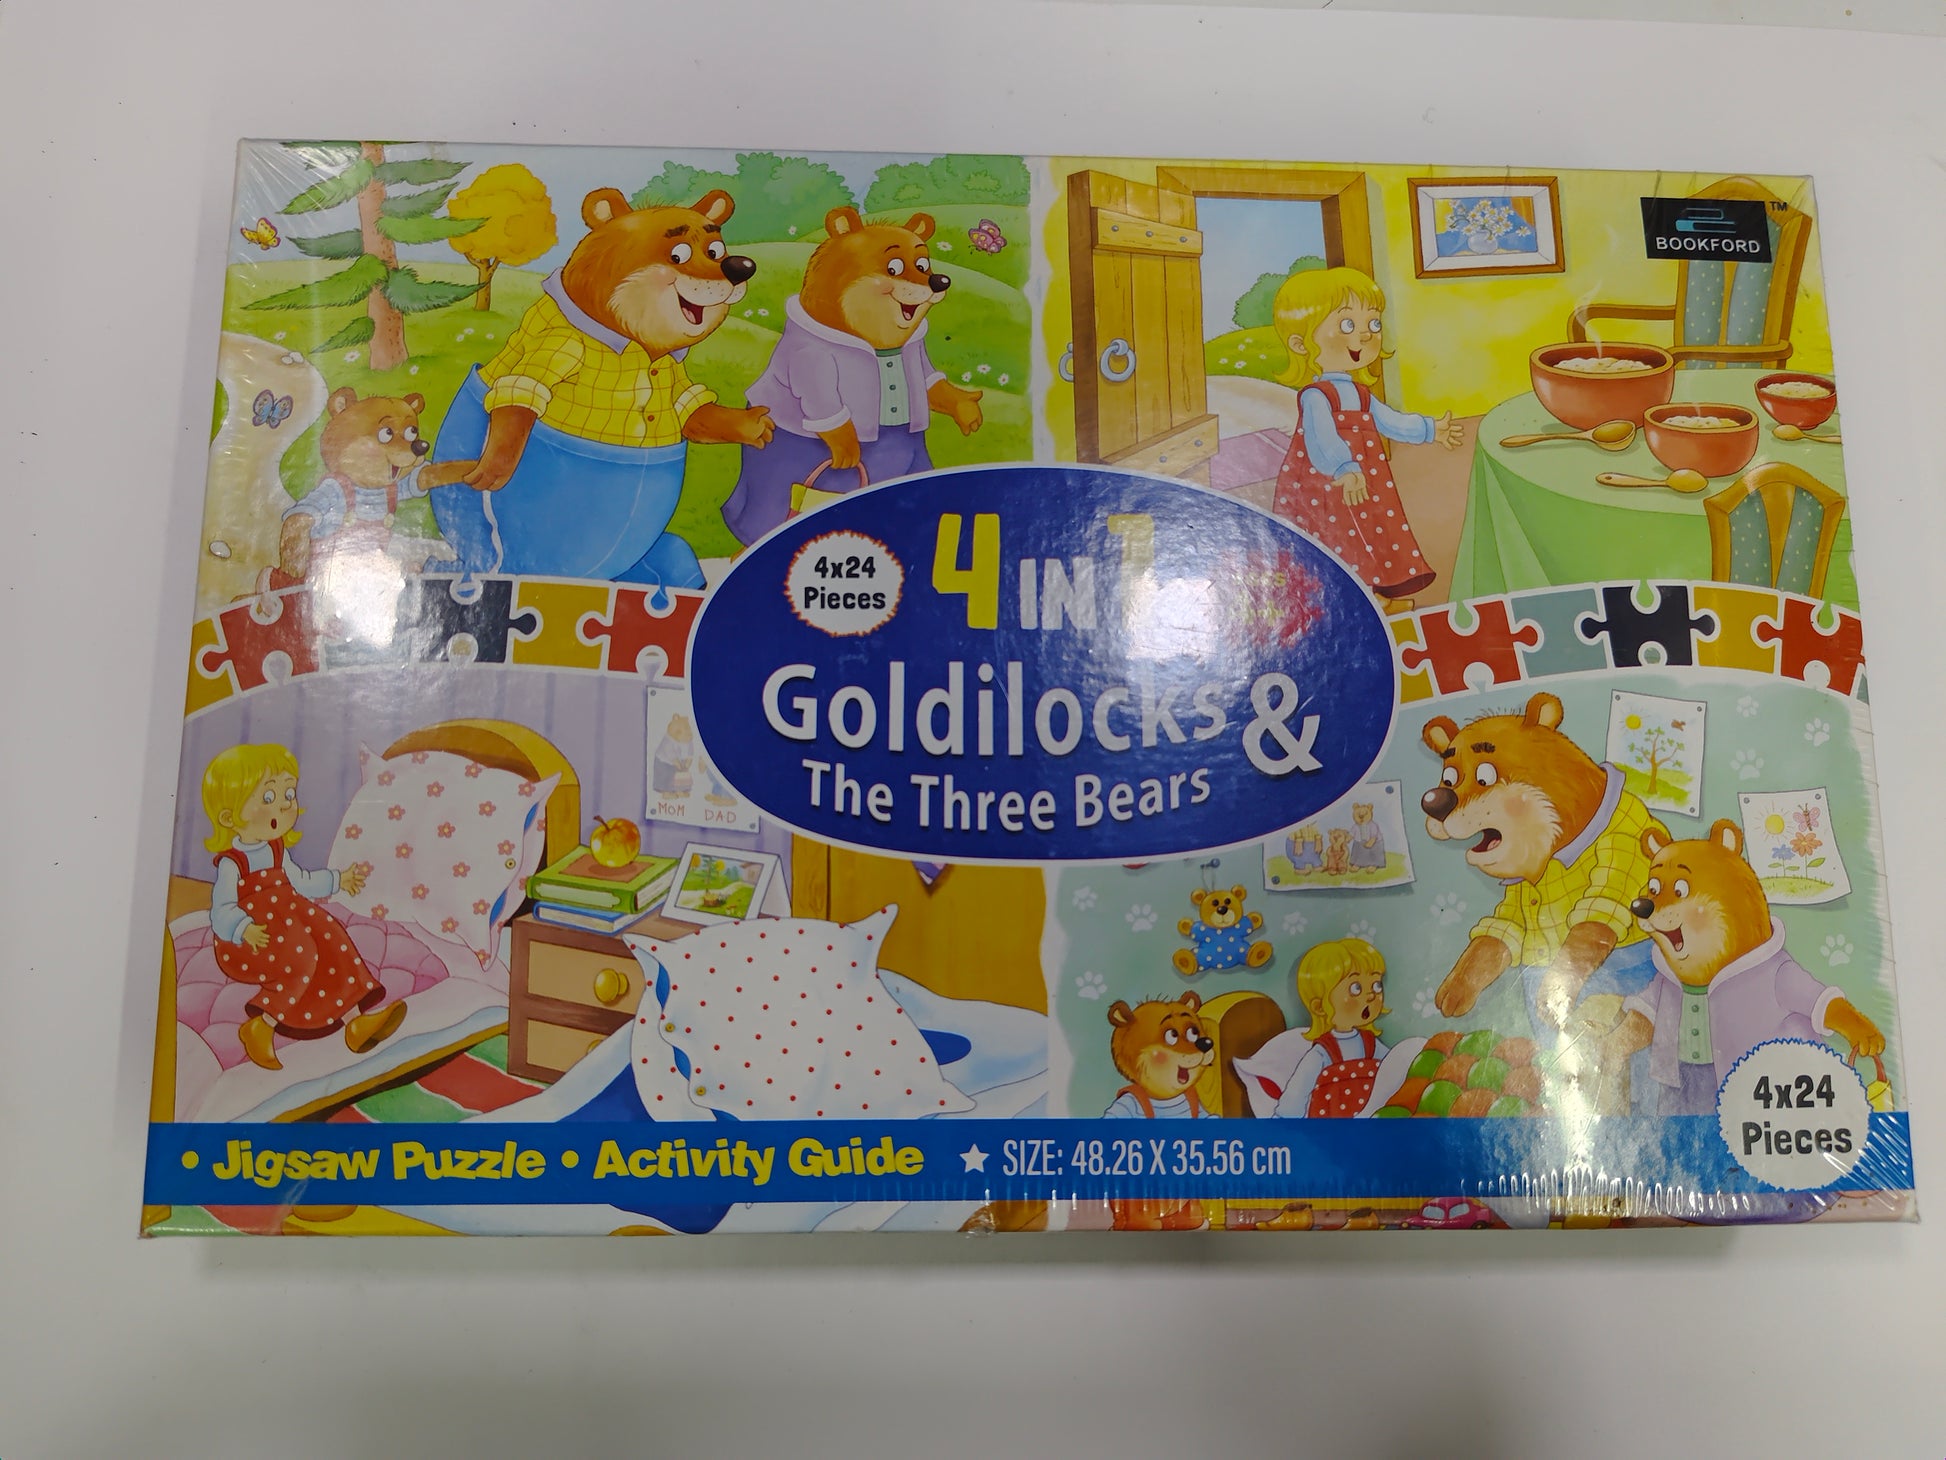 BOOKFORD
TM
4x24
Pieces
4 IN 1
Goldilocks &
The Three Bears
MOM DAD
• Jigsaw Puzzle • Activity Guide ★ SIZE: 48.26 X 35.56 cm
4x24
Pieces